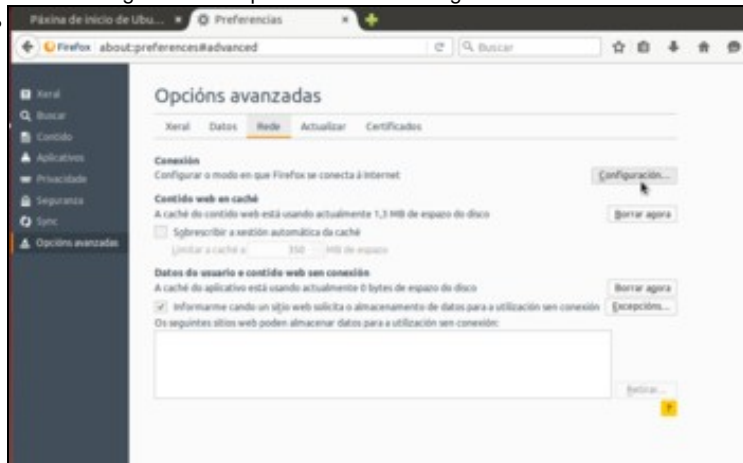 Páxina de inicio de Ubu... × Preferencias ×
Firefox about:preferences#advanced Buscar
Xeral
Buscar
Contido
Aplicativos
Privacidade
Seguranza
Sync
Opcións avanzadas
Opcións avanzadas
Xeral Datos Rede Actualizar Certificados
Conexión
Configurar o modo en que Firefox se conecta á Internet Configuración...
Contido web en caché
A caché do contido web está usando actualmente 1,3 MB de espazo do disco Borrar agora
Sobrescribir a xestión automática da caché
Limitar a caché a 350 MB de espazo
Datos do usuario e contido web sen conexión
A caché do aplicativo está usando actualmente 0 bytes de espazo do disco Borrar agora
Informarme cando un sitio web solicita o almacenamento de datos para a utilización sen conexión Excepcións...
Os seguintes sitios web poden almacenar datos para a utilización sen conexión:
Retirar...
?